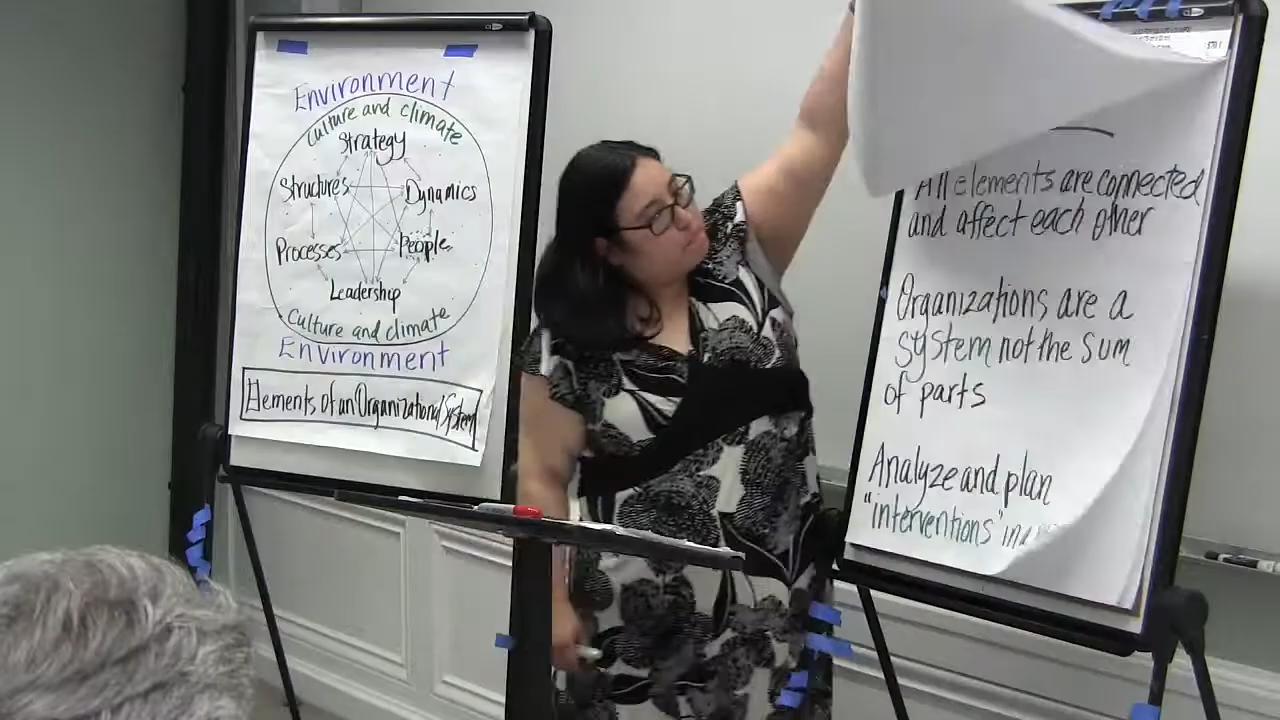 Environment
Culture and climate
Strategy
Structures
Dynamics
Processes
People
Leadership
Culture and climate
Environment
Elements of an Organizational System
All elements are connected
and affect each other
Organizations are a
system not the sum
of parts
Analyze and plan
"interventions" in